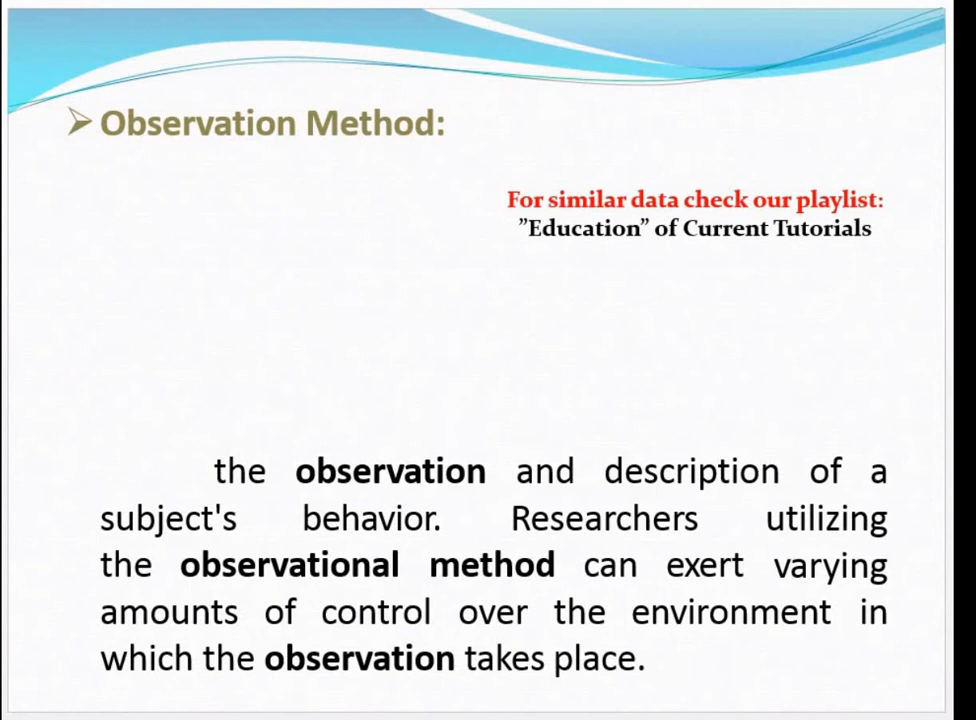 Observation Method:
For similar data check our playlist:
”Education” of Current Tutorials
the observation and description of a
subject's behavior. Researchers utilizing
the observational method can exert varying
amounts of control over the environment in
which the observation takes place.